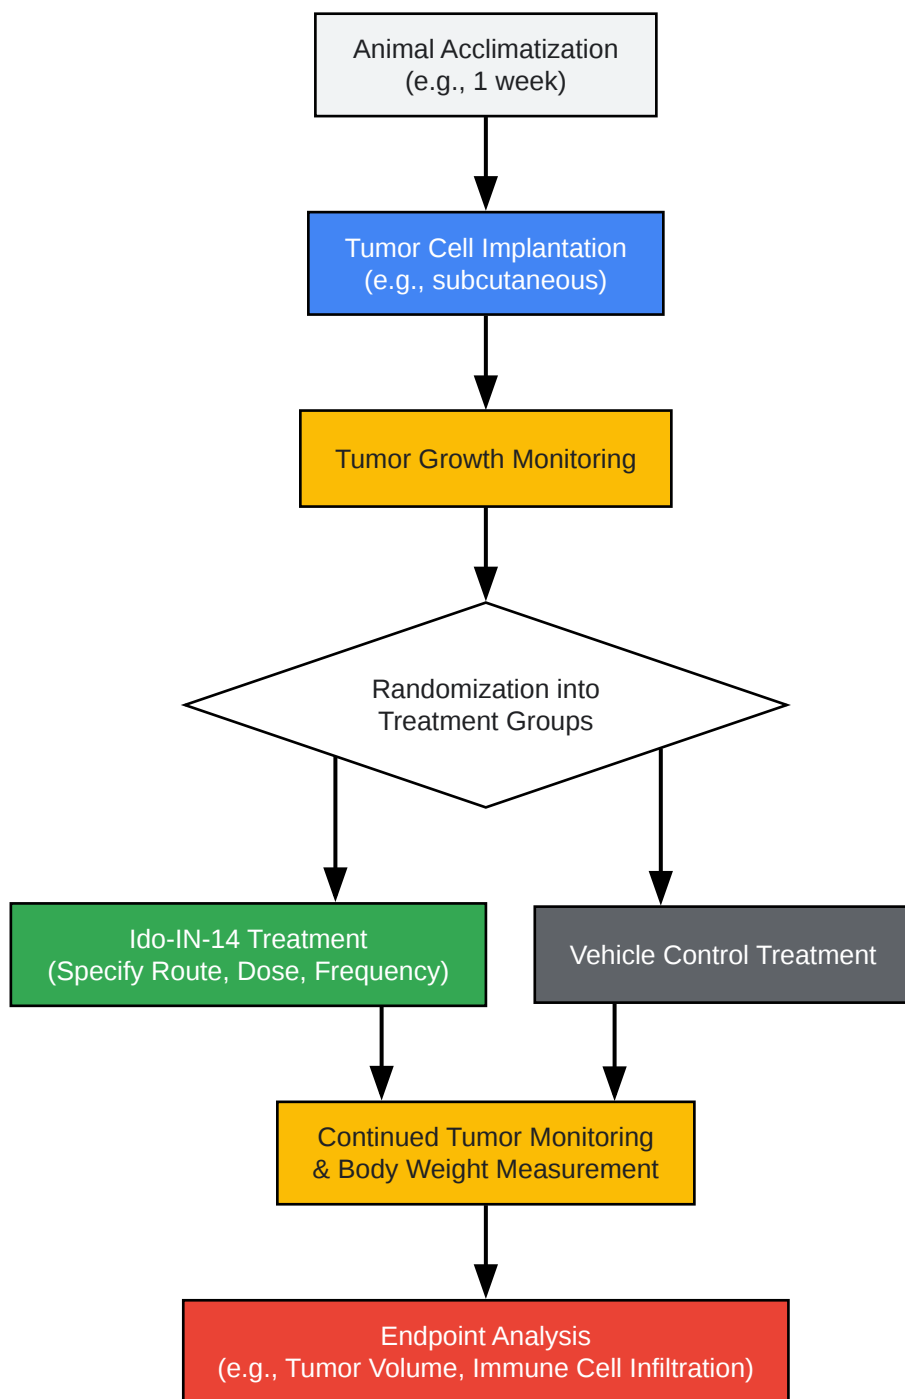 Animal Acclimatization
(e.g., 1 week)
Tumor Cell Implantation
(e.g., subcutaneous)
Tumor Growth Monitoring
Randomization into
Treatment Groups
Ido-IN-14 Treatment
(Specify Route, Dose, Frequency)
Vehicle Control Treatment
Continued Tumor Monitoring
& Body Weight Measurement
Endpoint Analysis
(e.g., Tumor Volume, Immune Cell Infiltration)